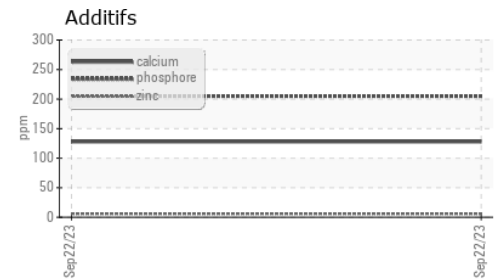 Additifs
300
250
200
150
100
50
0
ppm
calcium
phosphore
zinc
Sep22/23
Sep22/23